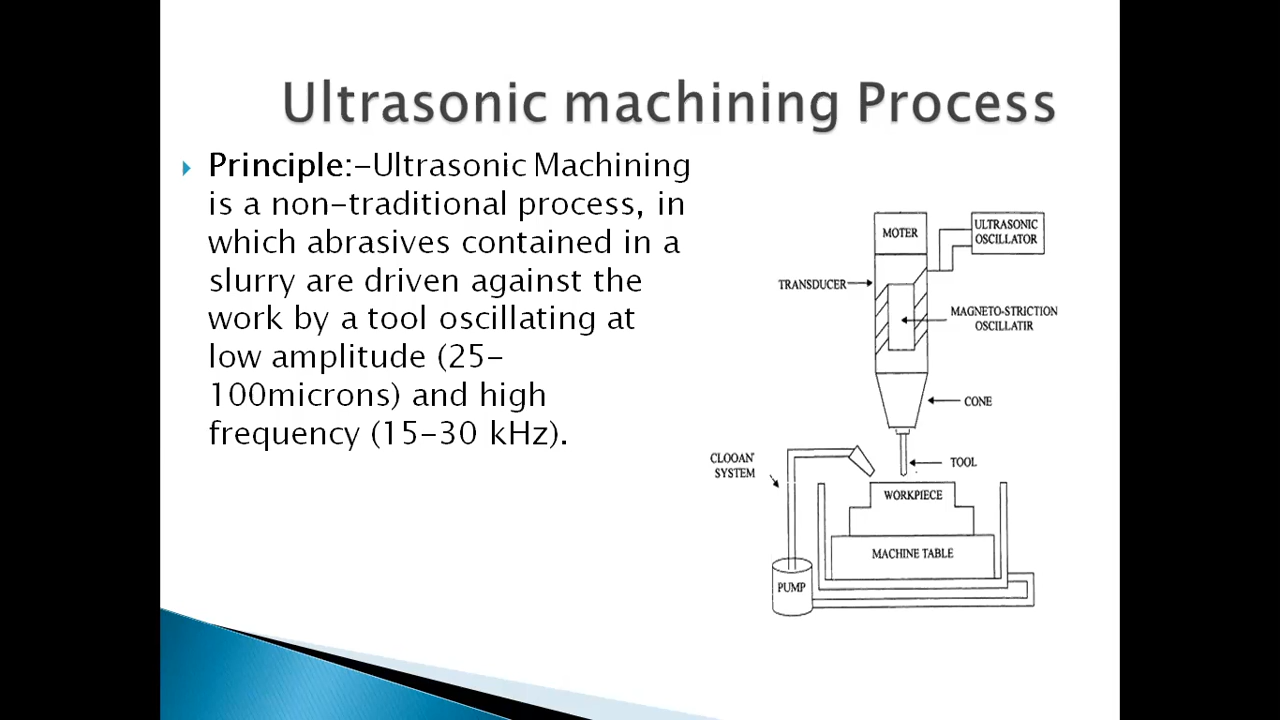 Ultrasonic machining Process
Principle:-Ultrasonic Machining
is a non-traditional process, in
which abrasives contained in a
slurry are driven against the
work by a tool oscillating at
low amplitude (25-
100microns) and high
frequency (15-30 kHz).
MOTER
ULTRASONIC
OSCILLATOR
TRANSDUCER
MAGNETO-STRICTION
OSCILLATIR
CONE
CLOOAN'
SYSTEM
TOOL
WORKPIECE
MACHINE TABLE
PUMP